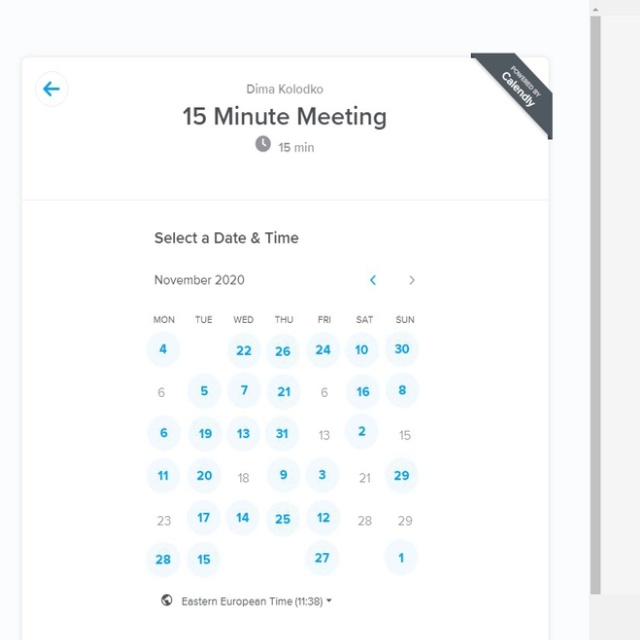 Dima Kolodko
POWERED BY
Calendly
15 Minute Meeting
15 min
Select a Date & Time
November 2020
MON TUE WED THU FRI SAT SUN
4 22 26 24 10 30
6 5 7 21 6 16 8
6 19 13 31 13 2 15
11 20 18 9 3 21 29
23 17 14 25 12 28 29
28 15 27 1
Eastern European Time (11:38)